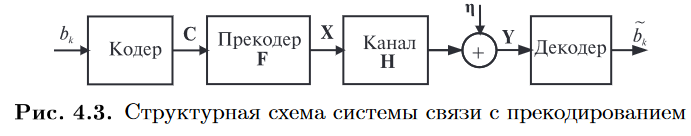 η
b_k Кодер C Прекодер F X Канал H + Y Декодер b̃_k
Рис. 4.3. Структурная схема системы связи с прекодированием